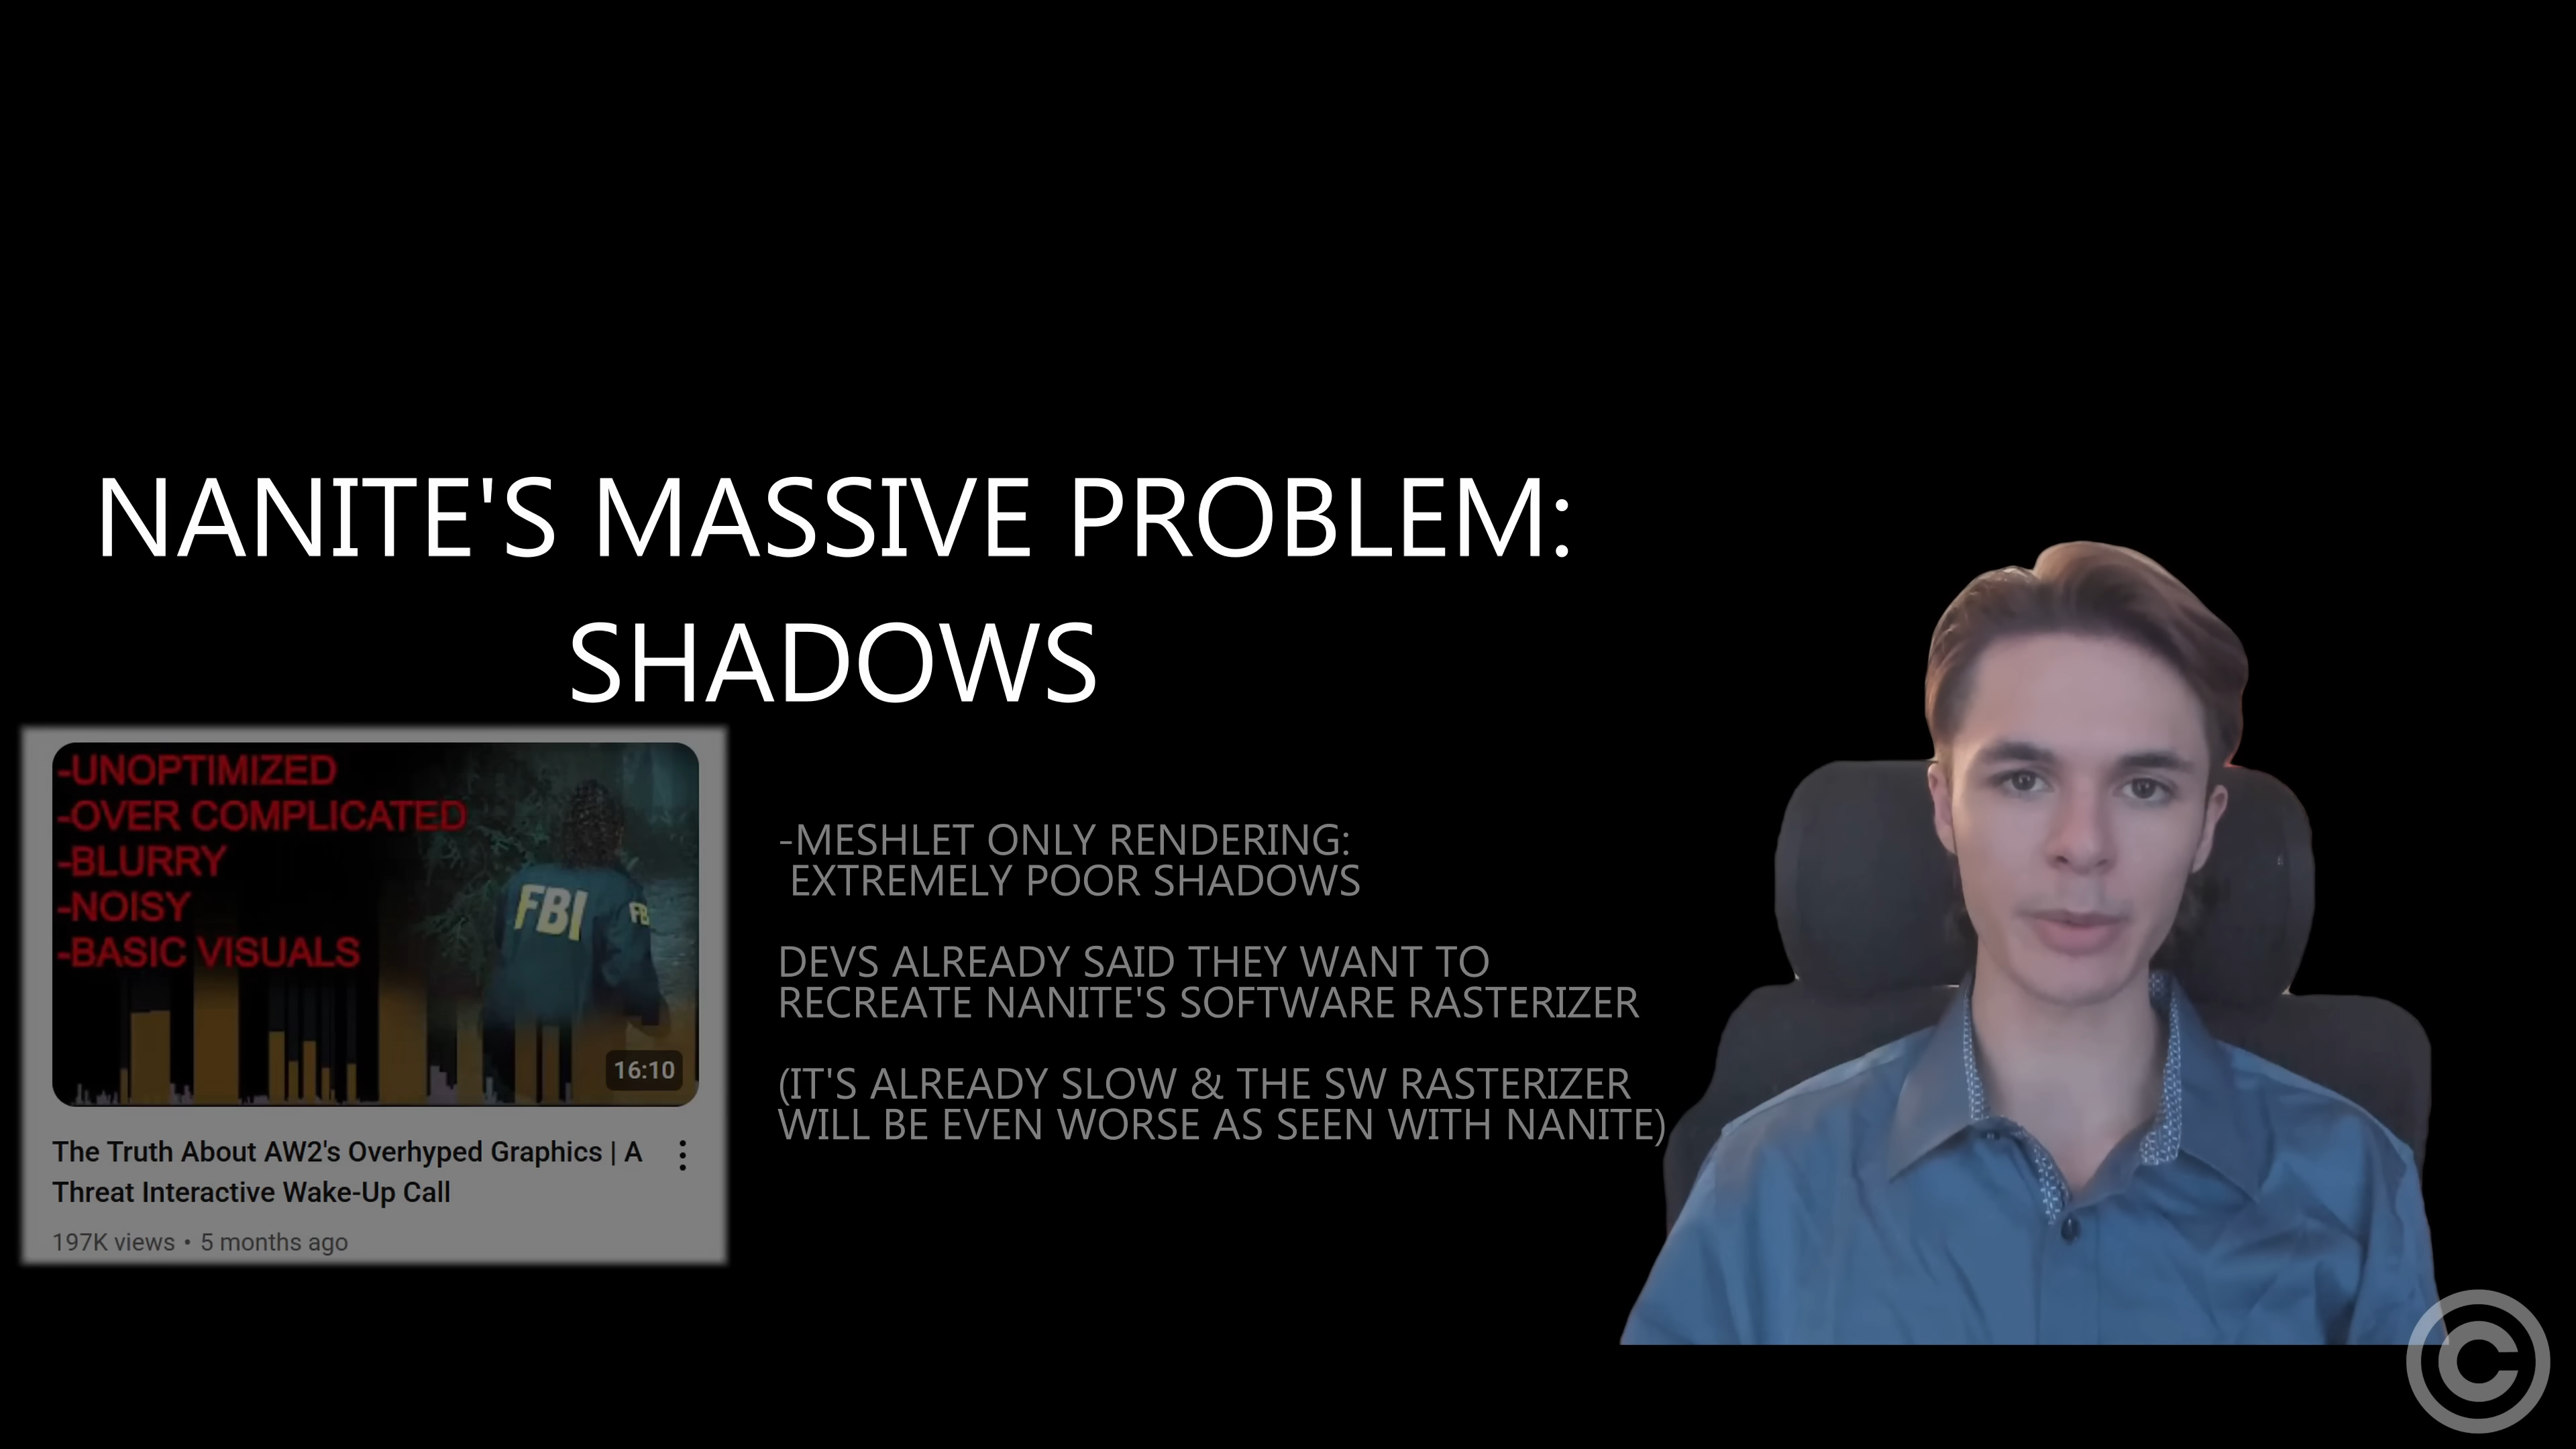 NANITE'S MASSIVE PROBLEM:
SHADOWS
-UNOPTIMIZED
-OVER COMPLICATED
-BLURRY
-NOISY
-BASIC VISUALS
FBI
FB
16:10
The Truth About AW2's Overhyped Graphics | A
Threat Interactive Wake-Up Call
197K views • 5 months ago
-MESHLET ONLY RENDERING:
EXTREMELY POOR SHADOWS
DEVS ALREADY SAID THEY WANT TO
RECREATE NANITE'S SOFTWARE RASTERIZER
(IT'S ALREADY SLOW & THE SW RASTERIZER
WILL BE EVEN WORSE AS SEEN WITH NANITE)
©